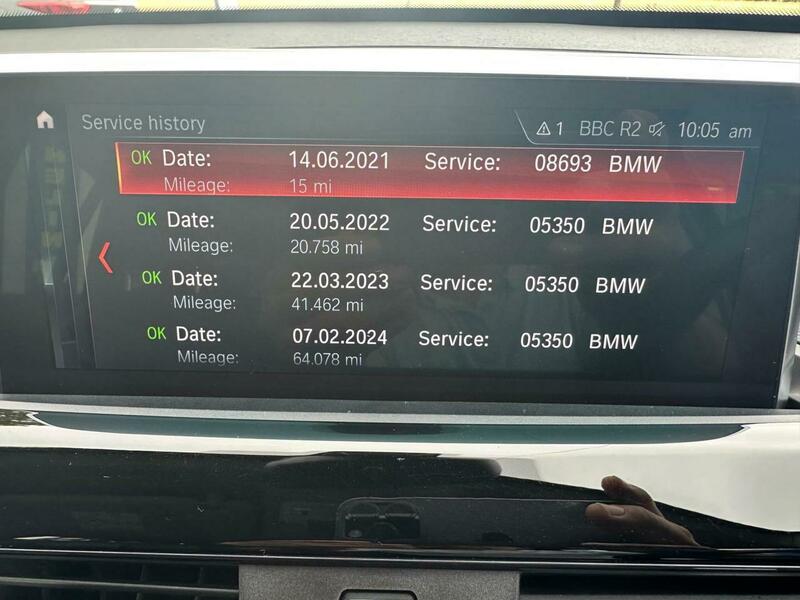 Service history
1 BBC R2 10:05 am
OK Date: 14.06.2021 Service: 08693 BMW
Mileage: 15 mi
OK Date: 20.05.2022 Service: 05350 BMW
Mileage: 20.758 mi
OK Date: 22.03.2023 Service: 05350 BMW
Mileage: 41.462 mi
OK Date: 07.02.2024 Service: 05350 BMW
Mileage: 64.078 mi